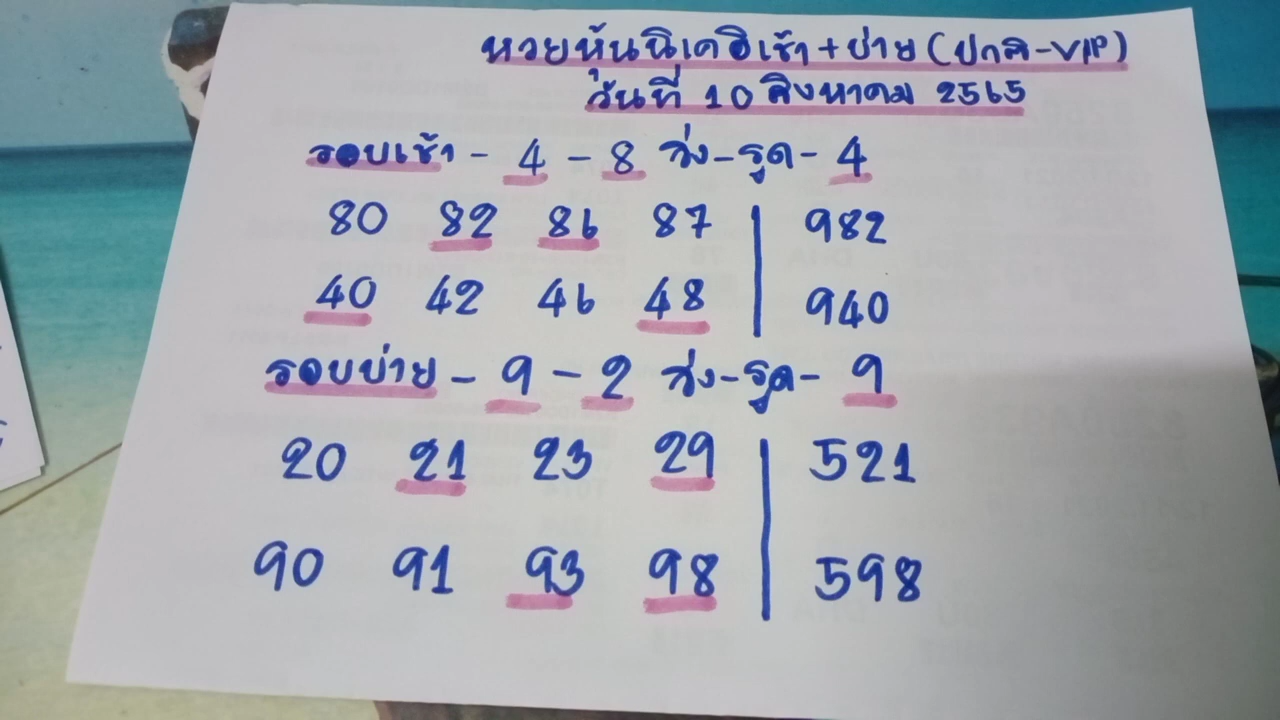 หวยหุ้นนิเคอิเช้า+บ่าย (ปกติ-VIP)
วันที่ 10 สิงหาคม 2565
รอบเช้า - 4 - 8 วิ่ง-รูด- 4
80 82 86 87 | 982
40 42 46 48 | 940
รอบบ่าย - 9 - 2 วิ่ง-รูด- 9
20 21 23 29 | 521
90 91 93 98 | 598